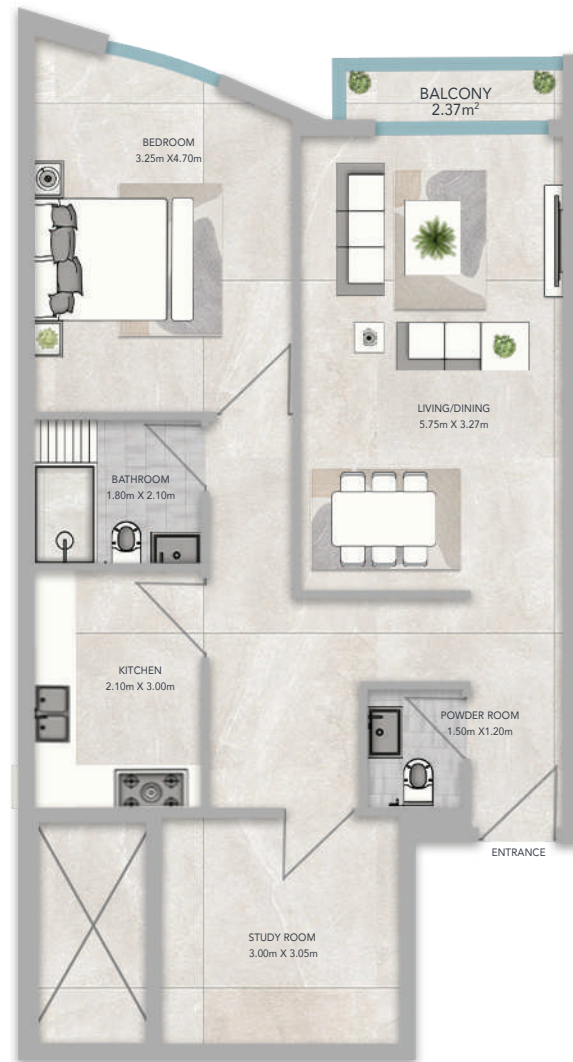 BALCONY
2.37m²
BEDROOM
3.25m X4.70m
LIVING/DINING
5.75m X 3.27m
BATHROOM
1.80m X 2.10m
KITCHEN
2.10m X 3.00m
POWDER ROOM
1.50m X1.20m
ENTRANCE
STUDY ROOM
3.00m X 3.05m